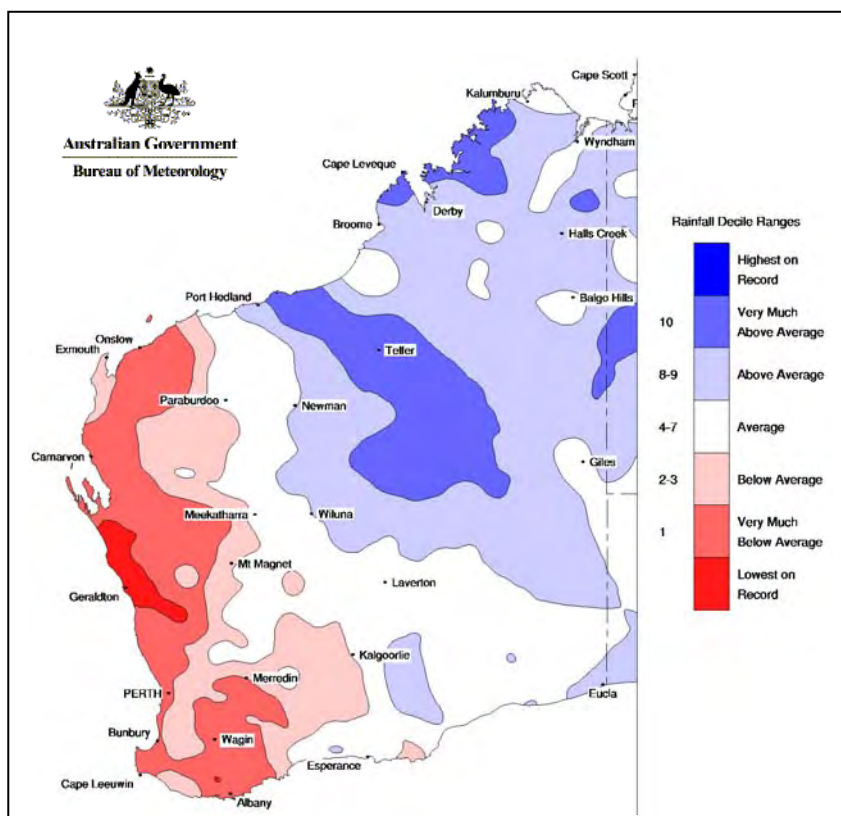 Australian Government
Bureau of Meteorology
Cape Scott
Kalumburu
Wyndham
Cape Leveque
Derby
Broome
Halls Creek
Port Hedland
Balgo Hills
Onslow
Exmouth
Telfer
Paraburdoo
Newman
Carnarvon
Giles
Meekatharra
Wiluna
Mt Magnet
Geraldton
Laverton
Kalgoorlie
Merredin
PERTH
Eucla
Bunbury
Wagin
Esperance
Cape Leeuwin
Albany
Rainfall Decile Ranges
Highest on
Record
10
Very Much
Above Average
8-9
Above Average
4-7
Average
2-3
Below Average
1
Very Much
Below Average
Lowest on
Record